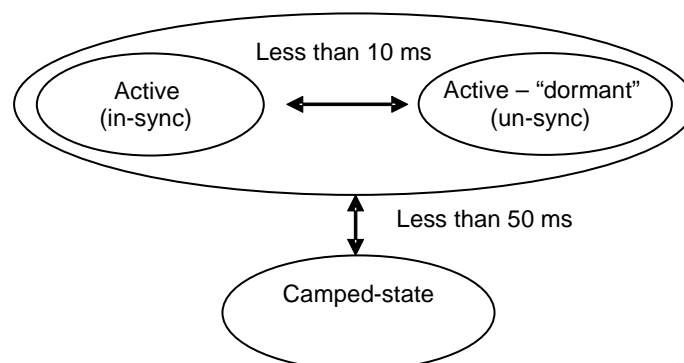 Less than 10 ms
Active
(in-sync)
Active – “dormant”
(un-sync)
Less than 50 ms
Camped-state